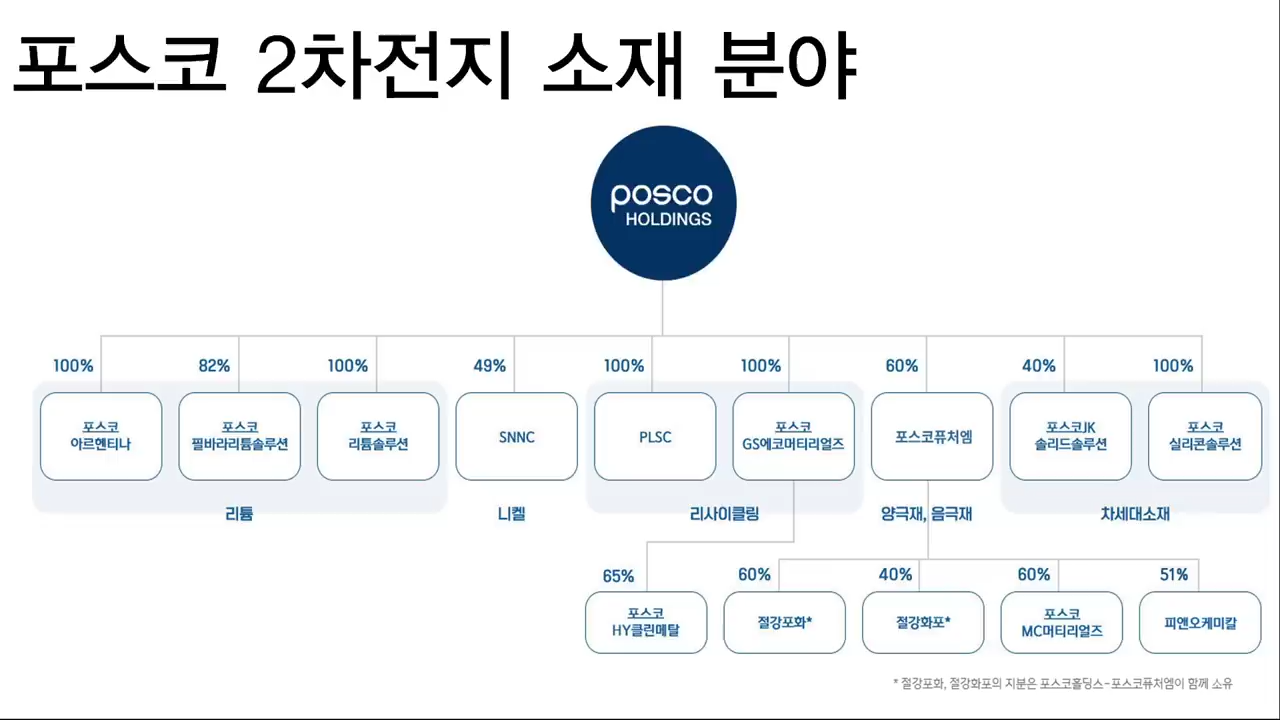 포스코 2차전지 소재 분야
posco
HOLDINGS
100%
82%
100%
49%
100%
100%
60%
40%
100%
포스코
아르헨티나
포스코
필바라리튬솔루션
포스코
리튬솔루션
SNNC
PLSC
포스코
GS에코머티리얼즈
포스코퓨처엠
포스코JK
솔리드솔루션
포스코
실리콘솔루션
리튬
니켈
리사이클링
양극재, 음극재
차세대소재
65%
60%
40%
60%
51%
포스코
HY클린메탈
절강포화*
절강화포*
포스코
MC머티리얼즈
피앤오케미칼
* 절강포화, 절강화포의 지분은 포스코홀딩스-포스코퓨처엠이 함께 소유